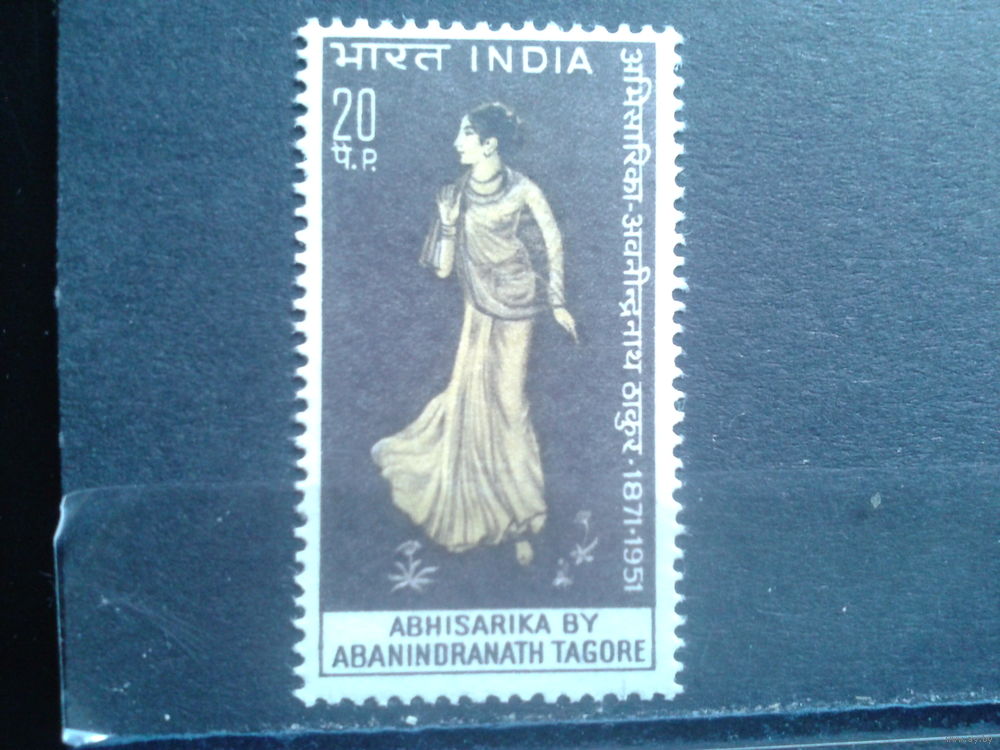 भारत INDIA
20
पै. P.
अभिसारिका-अवनीन्द्रनाथ ठाकुर·1871-1951
ABHISARIKA BY
ABANINDRANATH TAGORE